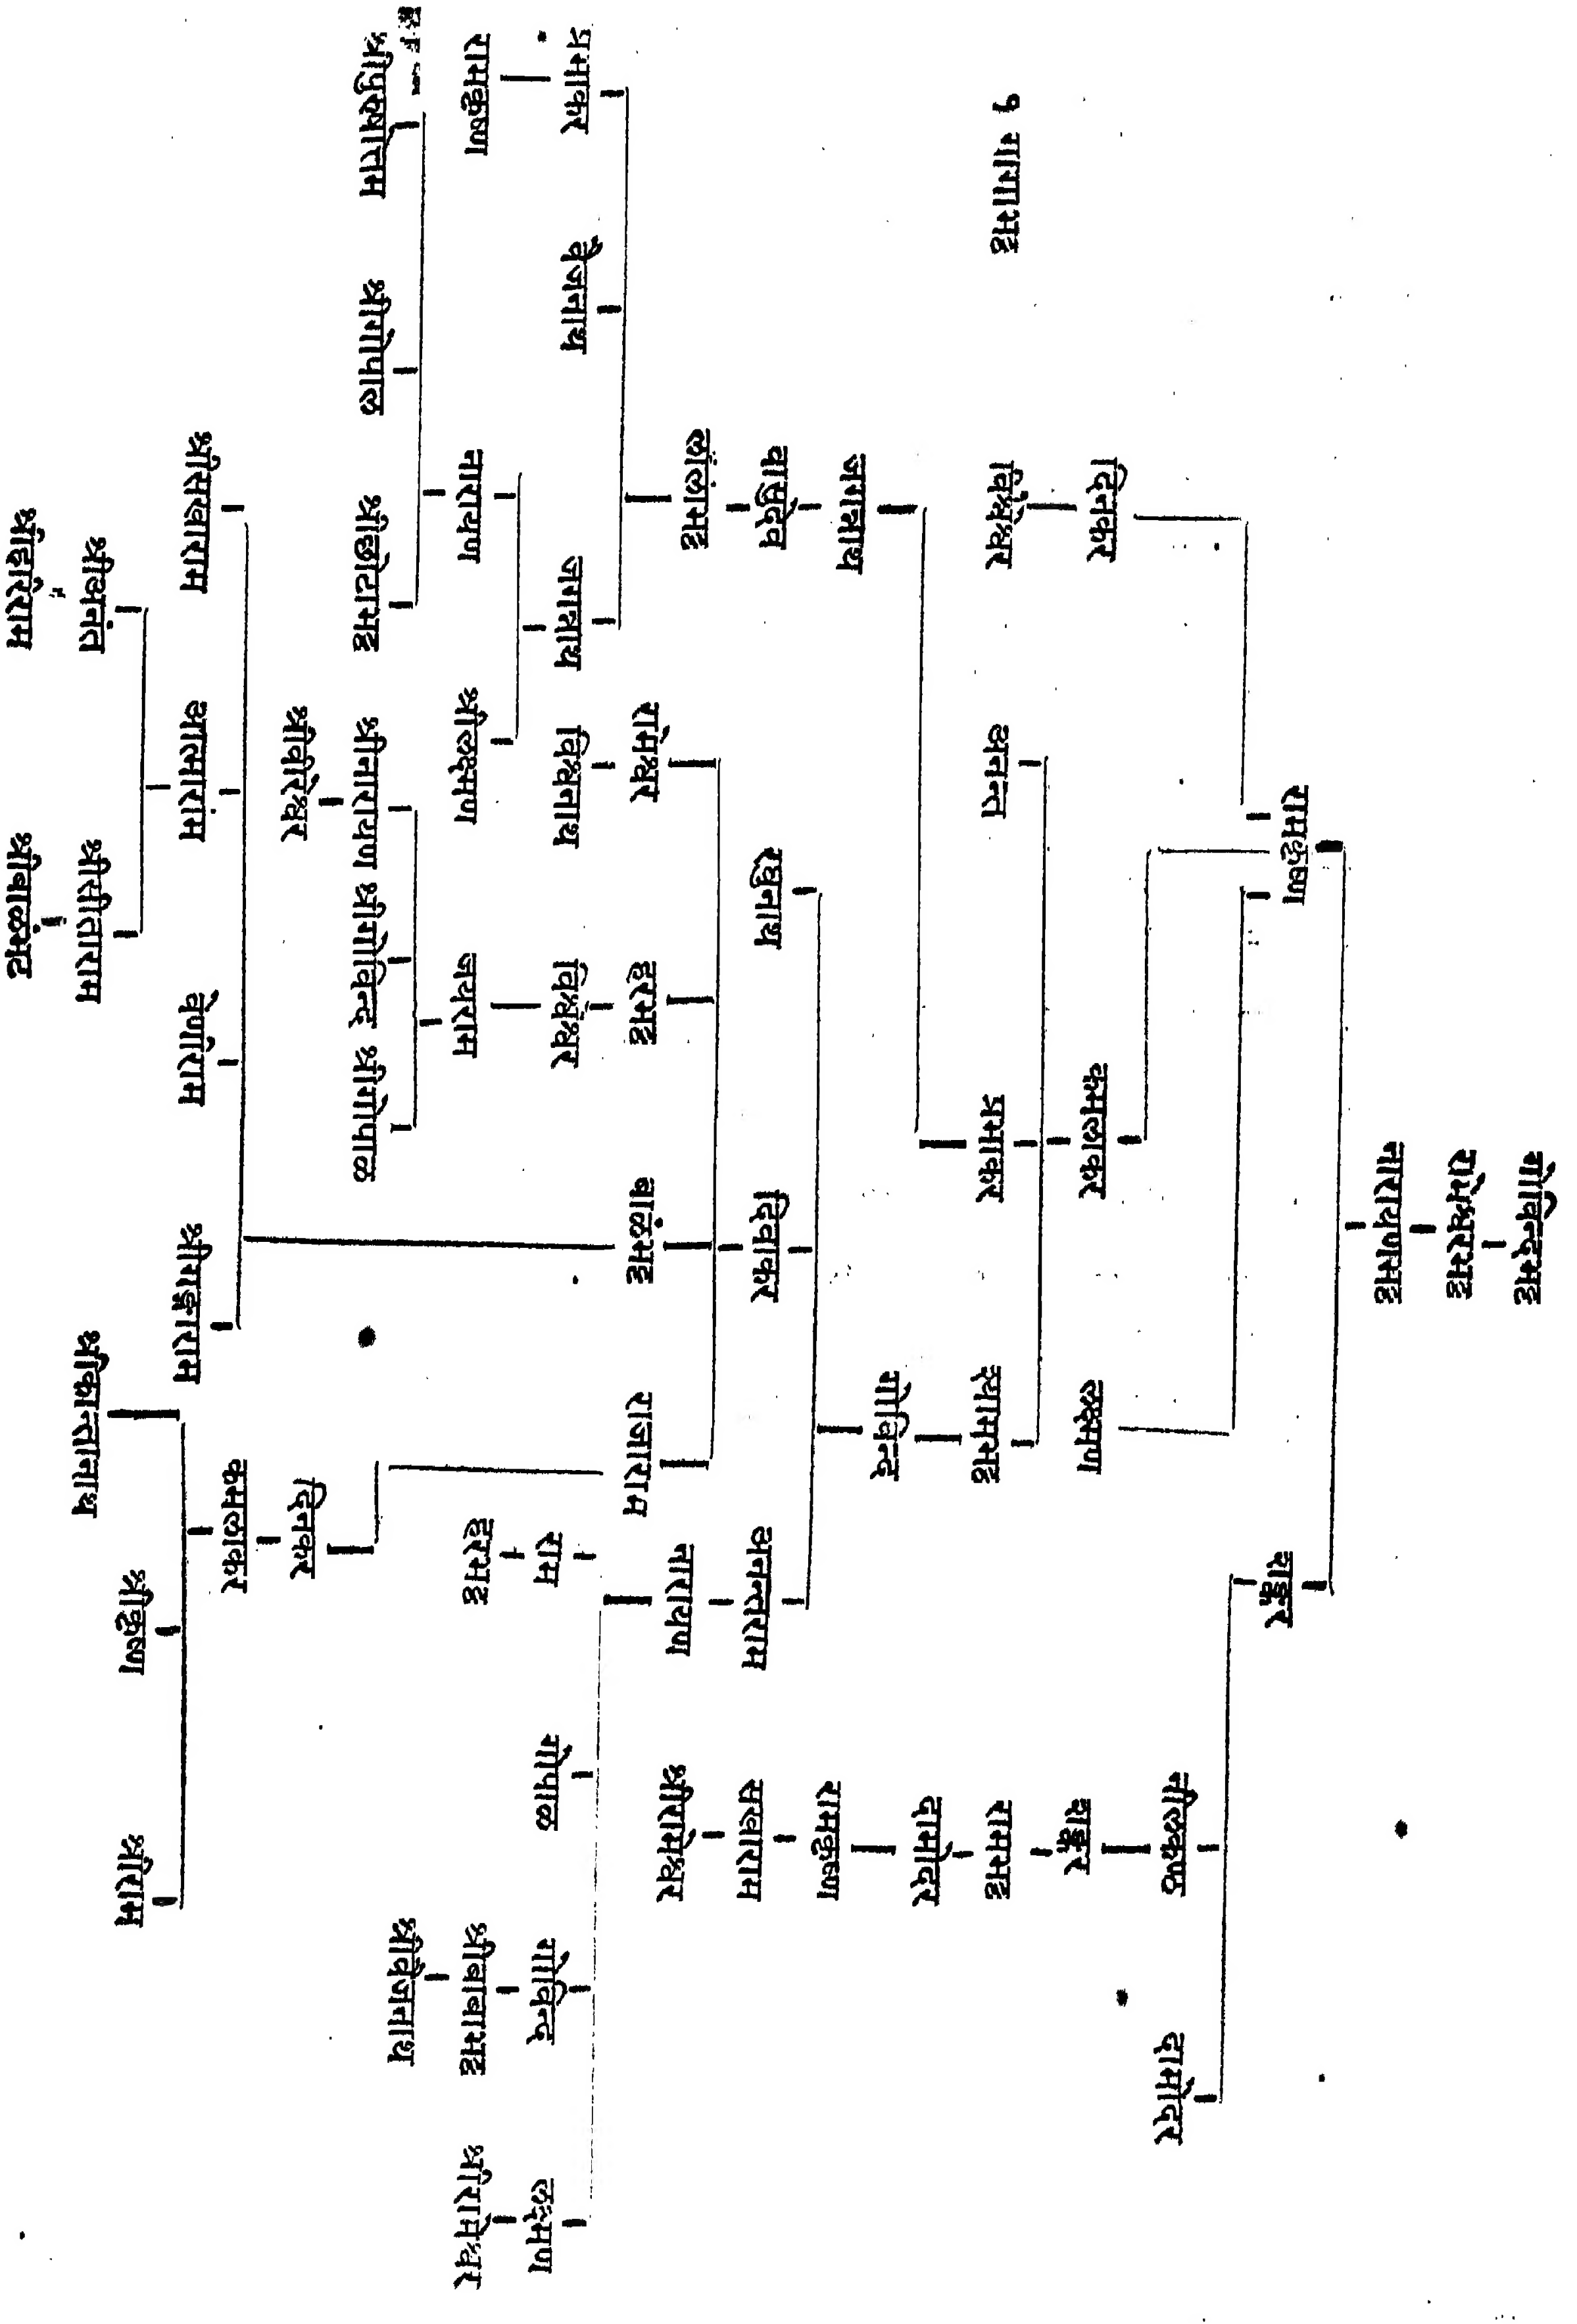 गोविन्दभट्ट
रामेश्वरभट्ट
नारायणभट्ट
रामकृष्ण
शङ्कर
दिनकर
कमलाकर
लक्ष्मण
नीलकण्ठ
दामोदर
१ गागाभट्ट
विश्वेश्वर
अनन्त
प्रभाकर
श्यामभट्ट
शङ्कर
रामभट्ट
जगन्नाथ
गोविन्द
दामोदर
वासुदेव
रघुनाथ
दिवाकर
अनन्तराम
रामकृष्ण
सखाराम
लालाभट्ट
रामेश्वर
हरभट्ट
बाळंभट्ट
राजाराम
नारायण
श्रीरामेश्वर
प्रभाकर
वैजनाथ
जगन्नाथ
विश्वनाथ
विश्वेश्वर
राम
गोपाळ
गोविन्द
लक्ष्मण
रामकृष्ण
नारायण
श्रीलक्ष्मण
जयराम
हरभट्ट
श्रीबाबाभट्ट
श्रीरामेश्वर
श्रीपुरुषोत्तम
श्रीगोपाल
श्रीछोटाभट्ट
श्रीनारायण श्रीगोविन्द श्रीगोपाळ
श्रीवैजनाथ
श्रीवीरेश्वर
दिनकर
श्रीसखाराम
आत्माराम
वेणीराम
श्रीगङ्गाराम
कमलाकर
श्रीअनंत
श्रीसीताराम
श्रीकान्तानाथ
श्रीकृष्ण
श्रीराम
श्रीहरिराम
श्रीबाळंभट